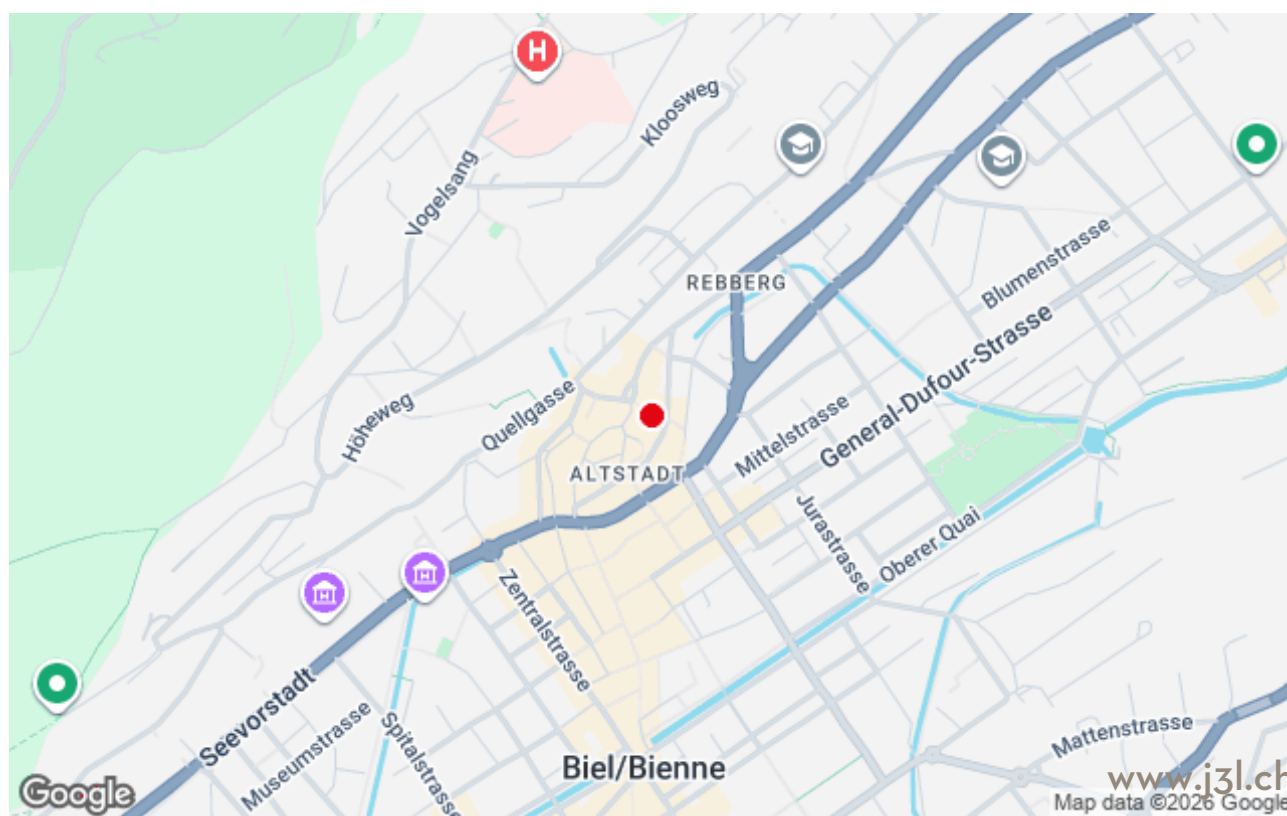 H
Kloosweg
Vogelsang
REBBERG
Blumenstrasse
General-Dufour-Strasse
Höheweg
Quellgasse
Mittelstrasse
ALTSTADT
Jurastrasse
Oberer Quai
Zentralstrasse
Seevorstadt
Museumstrasse
Spitalstrasse
Mattenstrasse
Biel/Bienne
www.j3l.ch
Google
Map data ©2026 Google